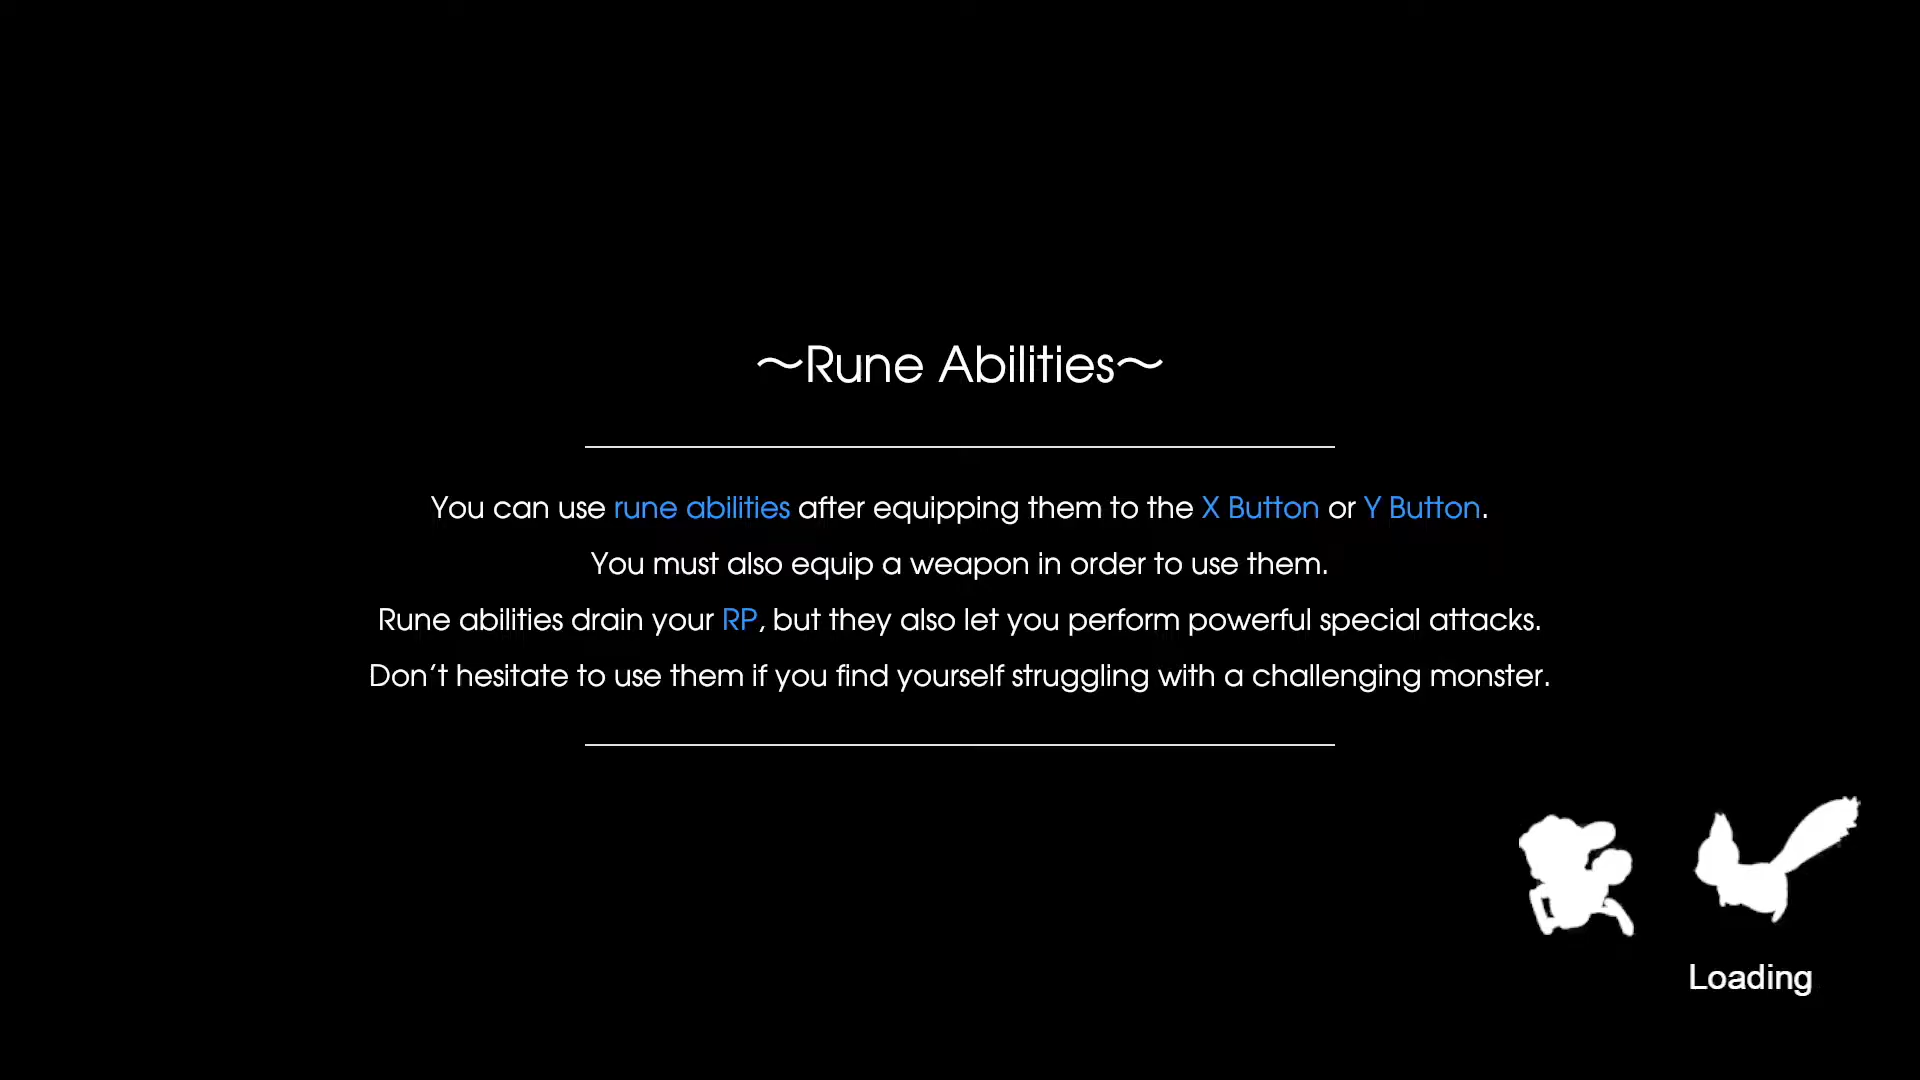 ～Rune Abilities～
You can use rune abilities after equipping them to the X Button or Y Button.
You must also equip a weapon in order to use them.
Rune abilities drain your RP, but they also let you perform powerful special attacks.
Don’t hesitate to use them if you find yourself struggling with a challenging monster.
Loading